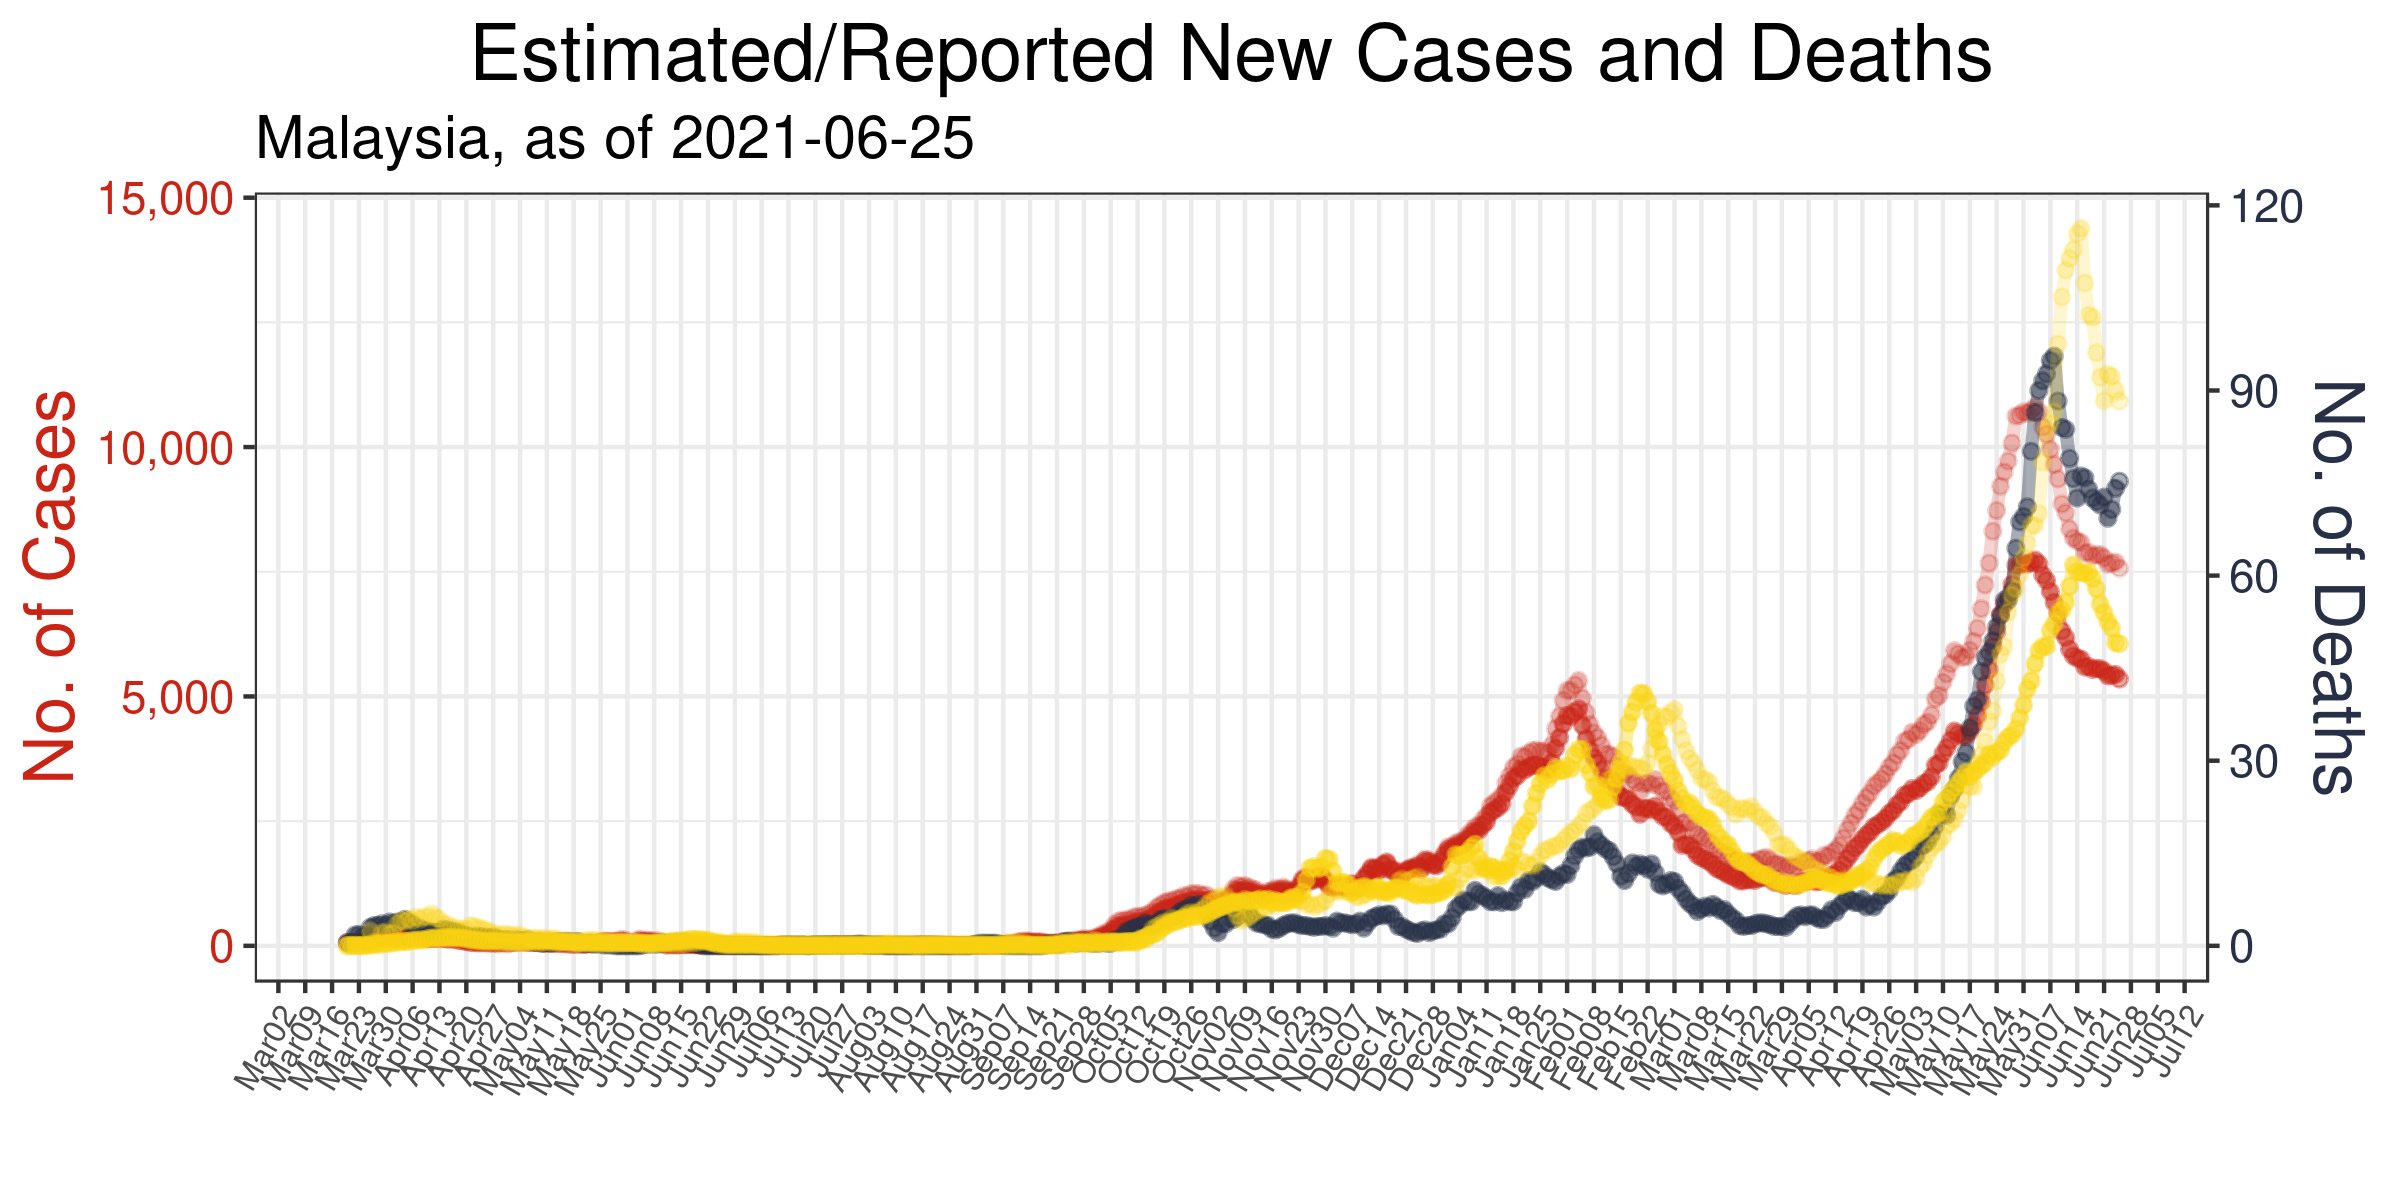 Estimated/Reported New Cases and Deaths
Malaysia, as of 2021-06-25
No. of Cases
15,000
10,000
5,000
0
120
90
60
30
0
No. of Deaths
Mar02
Mar09
Mar16
Mar23
Mar30
Apr06
Apr13
Apr20
Apr27
May04
May11
May18
May25
Jun01
Jun08
Jun15
Jun22
Jun29
Jul06
Jul13
Jul20
Jul27
Aug03
Aug10
Aug17
Aug24
Aug31
Sep07
Sep14
Sep21
Sep28
Oct05
Oct12
Oct19
Oct26
Nov02
Nov09
Nov16
Nov23
Nov30
Dec07
Dec14
Dec21
Dec28
Jan04
Jan11
Jan18
Jan25
Feb01
Feb08
Feb15
Feb22
Mar01
Mar08
Mar15
Mar22
Mar29
Apr05
Apr12
Apr19
Apr26
May03
May10
May17
May24
May31
Jun07
Jun14
Jun21
Jun28
Jul05
Jul12